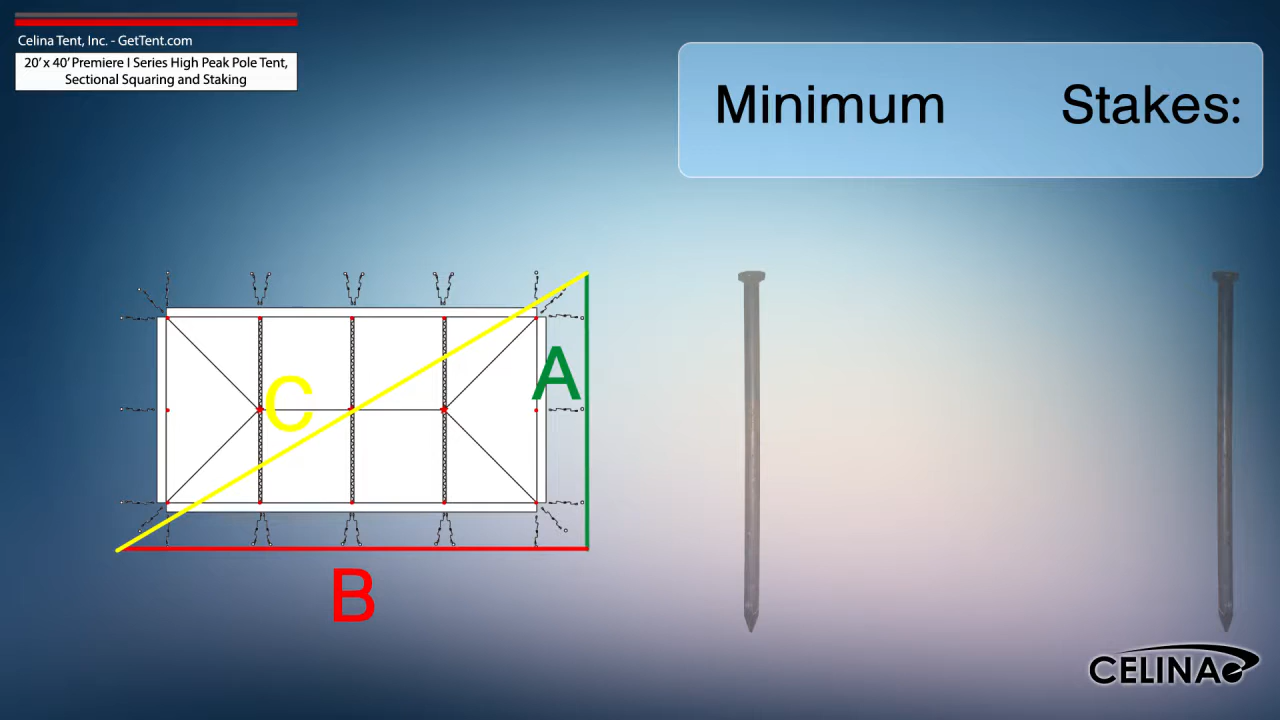 Celina Tent, Inc. - GetTent.com
20' x 40' Premiere I Series High Peak Pole Tent,
Sectional Squaring and Staking
Minimum Stakes:
A
C
B
CELINA